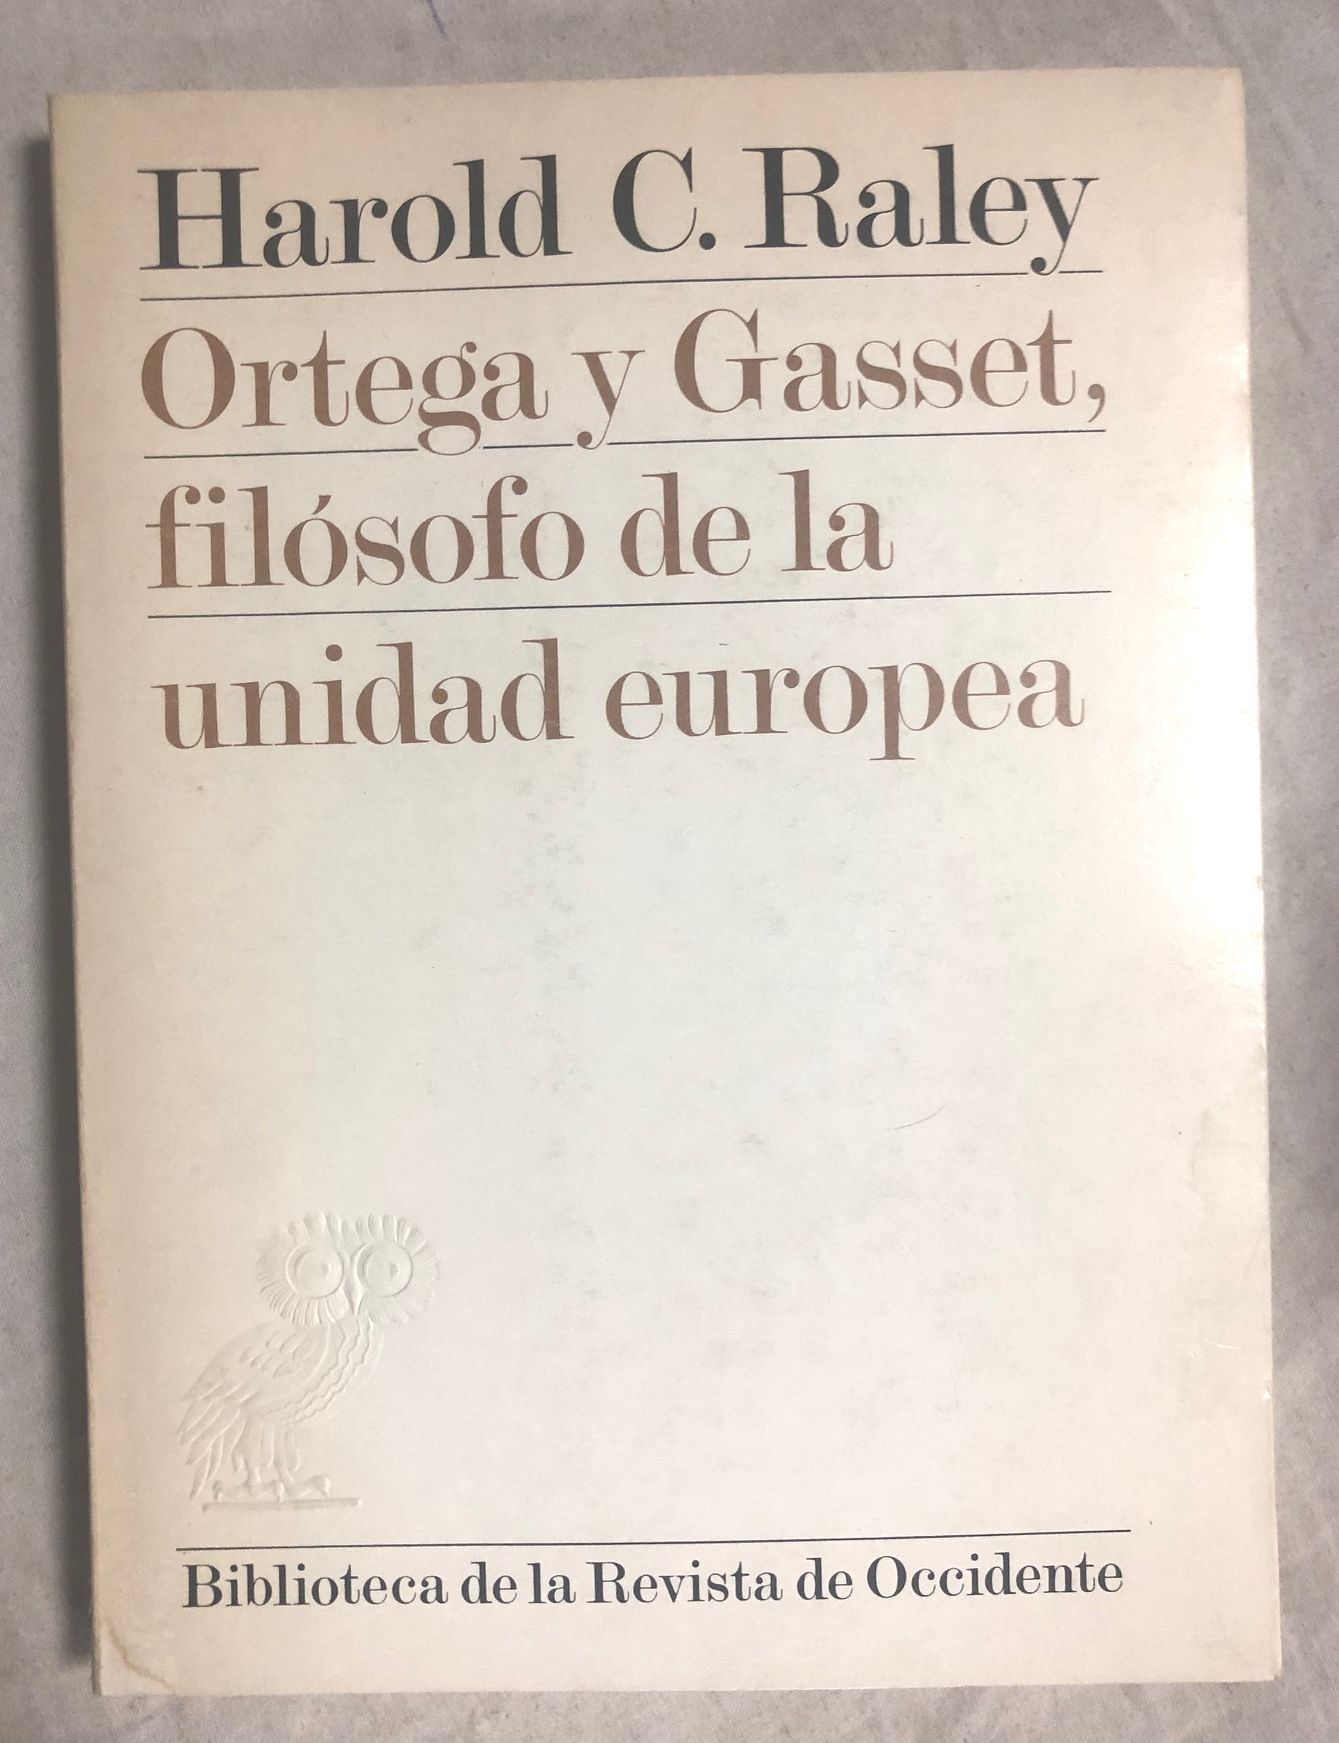 Harold C. Raley
Ortega y Gasset,
filósofo de la
unidad europea
Biblioteca de la Revista de Occidente